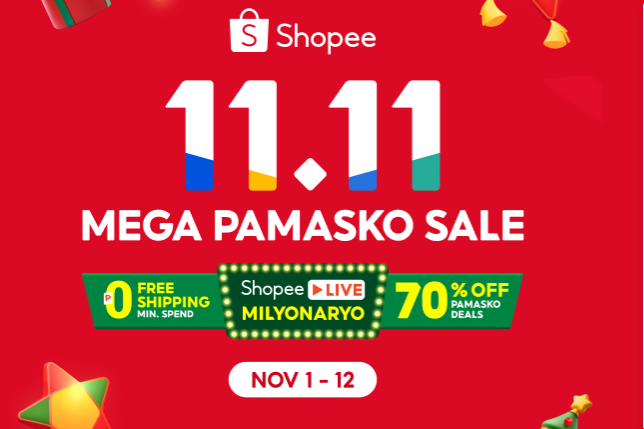 Shopee
11.11
MEGA PAMASKO SALE
₱0 FREE SHIPPING
MIN. SPEND
Shopee LIVE
MILYONARYO
70% OFF
PAMASKO
DEALS
NOV 1 - 12